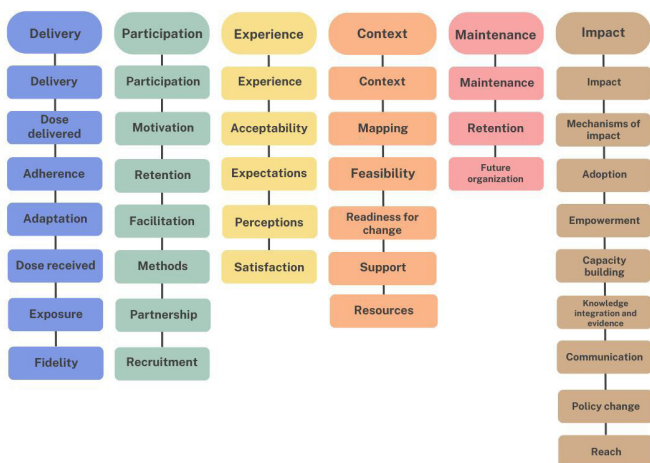 Delivery
Delivery
Dose
delivered
Adherence
Adaptation
Dose received
Exposure
Fidelity
Participation
Participation
Motivation
Retention
Facilitation
Methods
Partnership
Recruitment
Experience
Experience
Acceptability
Expectations
Perceptions
Satisfaction
Context
Context
Mapping
Feasibility
Readiness for
change
Support
Resources
Maintenance
Maintenance
Retention
Future
organization
Impact
Impact
Mechanisms of
impact
Adoption
Empowerment
Capacity
building
Knowledge
integration and
evidence
Communication
Policy change
Reach